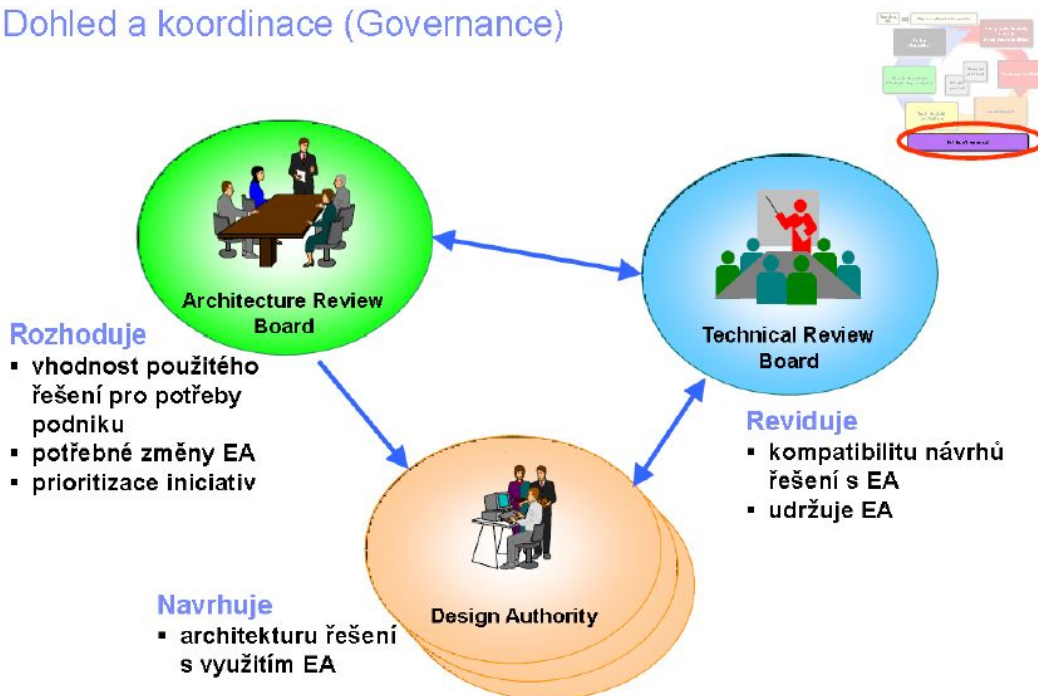 Dohled a koordinace (Governance)
Architecture Review
Board
Technical Review
Board
Rozhoduje
▪ vhodnost použitého
řešení pro potřeby
podniku
▪ potřebné změny EA
▪ prioritizace iniciativ
Reviduje
▪ kompatibilitu návrhů
řešení s EA
▪ udržuje EA
Design Authority
Navrhuje
▪ architekturu řešení
s využitím EA